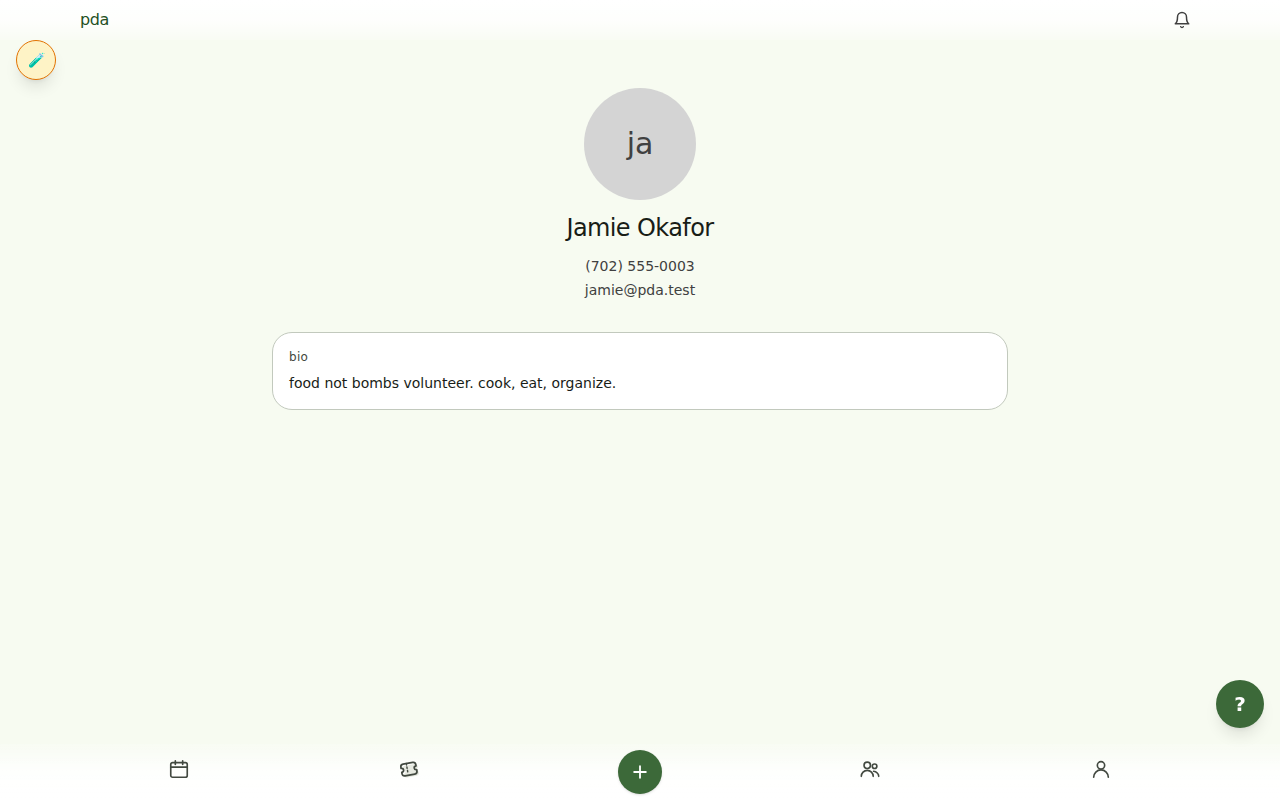 pda
ja
Jamie Okafor
(702) 555-0003
jamie@pda.test
bio
food not bombs volunteer. cook, eat, organize.
?